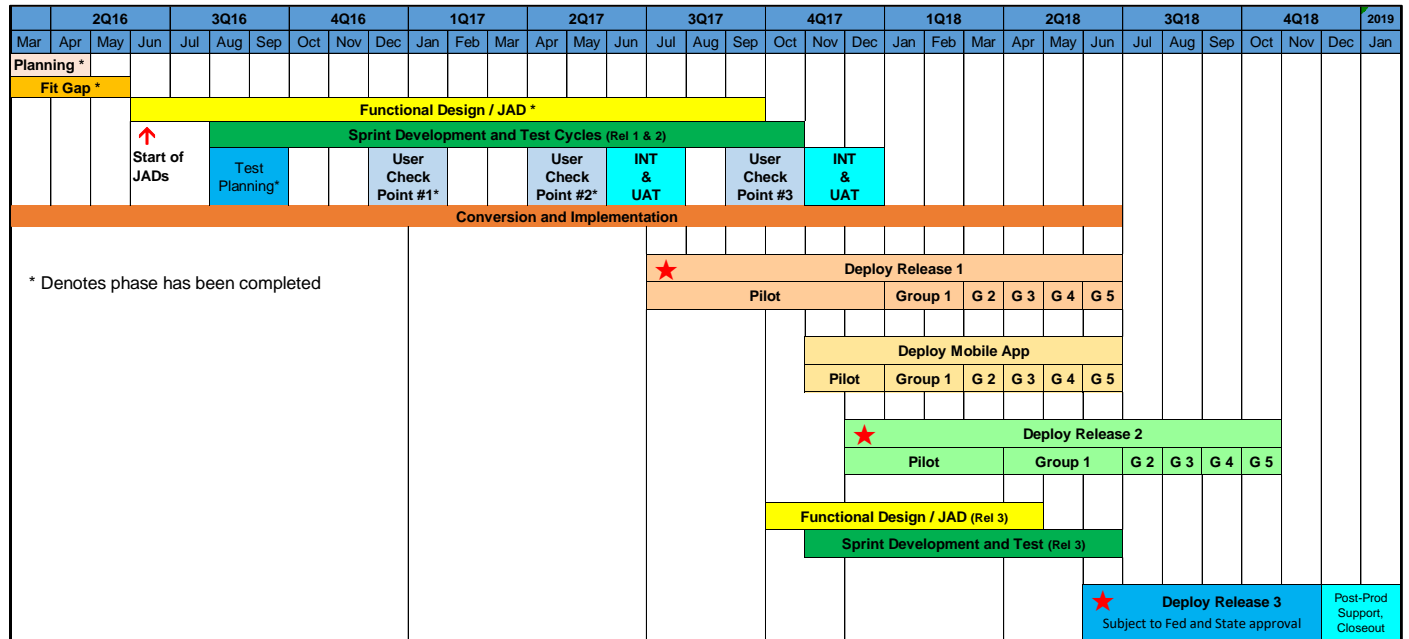 2Q16 3Q16 4Q16 1Q17 2Q17 3Q17 4Q17 1Q18 2Q18 3Q18 4Q18 2019
Mar Apr May Jun Jul Aug Sep Oct Nov Dec Jan Feb Mar Apr May Jun Jul Aug Sep Oct Nov Dec Jan Feb Mar Apr May Jun Jul Aug Sep Oct Nov Dec Jan
Planning *
Fit Gap *
Functional Design / JAD *
Sprint Development and Test Cycles (Rel 1 & 2)
Start of
JADs
Test
Planning*
User
Check
Point #1*
User
Check
Point #2*
INT
&
UAT
User
Check
Point #3
INT
&
UAT
Conversion and Implementation
* Denotes phase has been completed
Deploy Release 1
Pilot Group 1 G 2 G 3 G 4 G 5
Deploy Mobile App
Pilot Group 1 G 2 G 3 G 4 G 5
Deploy Release 2
Pilot Group 1 G 2 G 3 G 4 G 5
Functional Design / JAD (Rel 3)
Sprint Development and Test (Rel 3)
Deploy Release 3
Subject to Fed and State approval
Post-Prod
Support,
Closeout